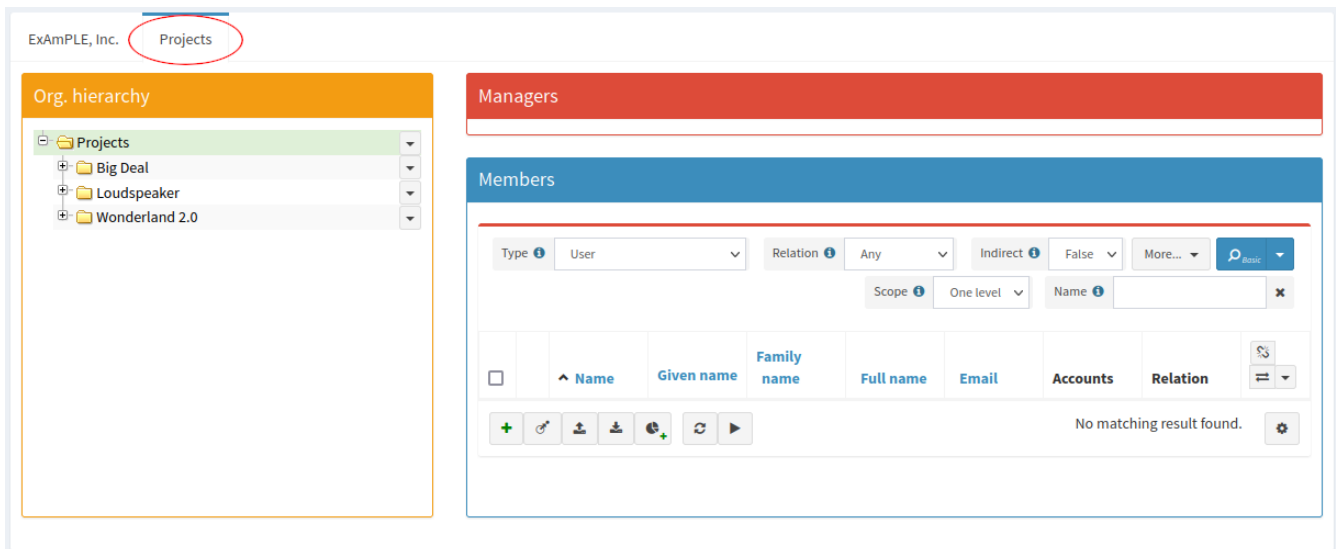 ExAmPLE, Inc. Projects
Org. hierarchy
Projects
Big Deal
Loudspeaker
Wonderland 2.0
Managers
Members
Type User Relation Any Indirect False More... Basic
Scope One level Name
Name Given name Family name Full name Email Accounts Relation
No matching result found.